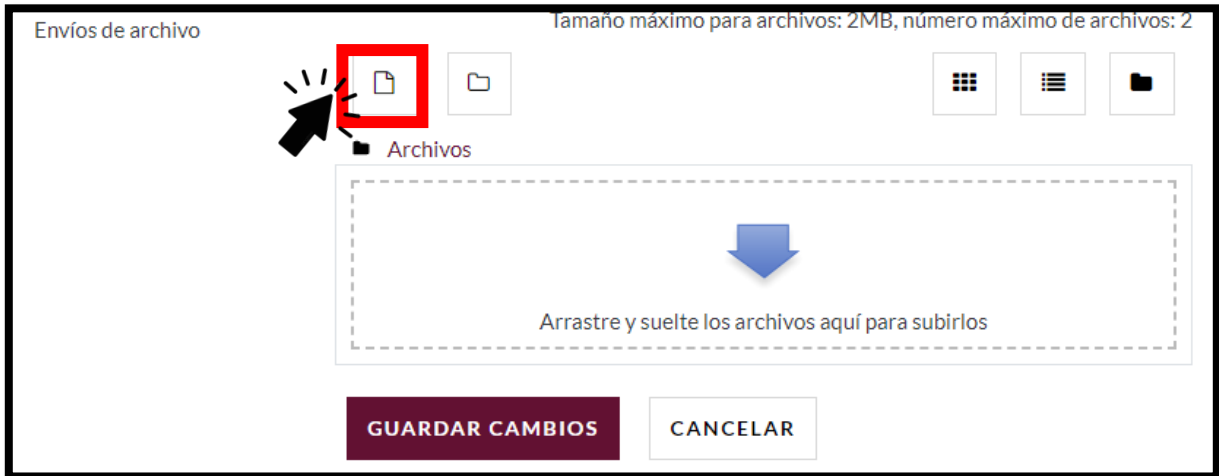 Envíos de archivo
Tamaño máximo para archivos: 2MB, número máximo de archivos: 2
Archivos
Arrastre y suelte los archivos aquí para subirlos
GUARDAR CAMBIOS
CANCELAR